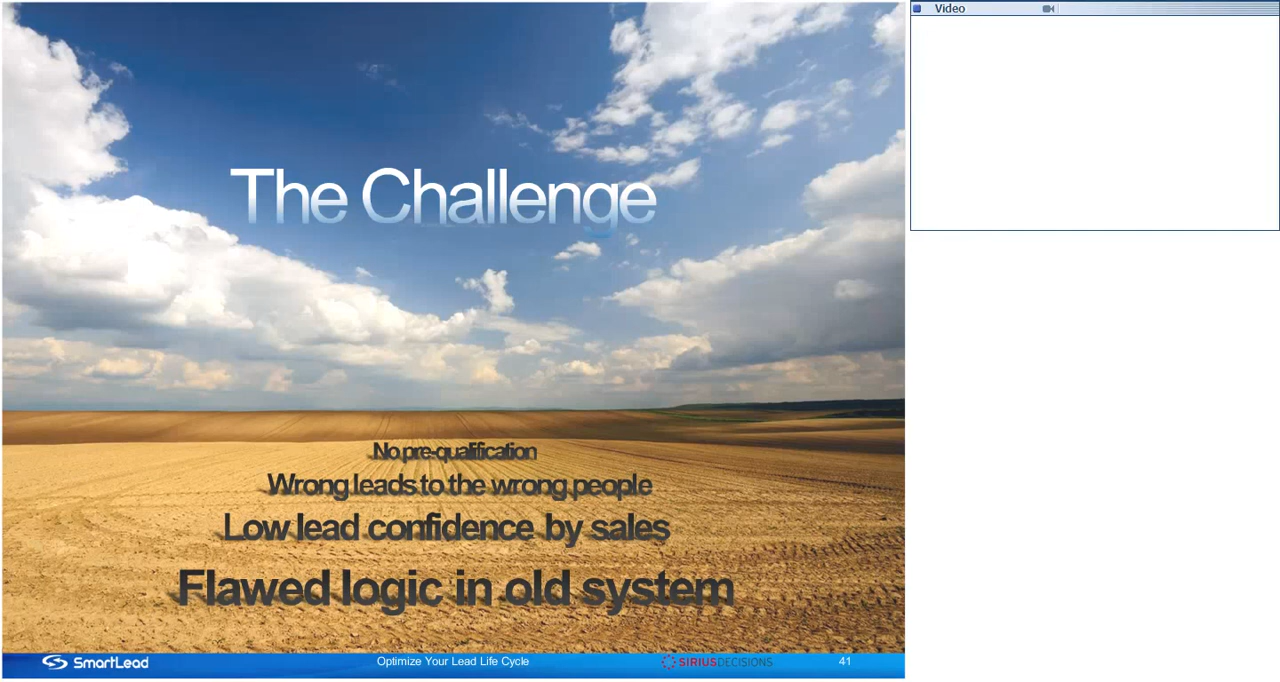 Video
The Challenge
No pre-qualification
Wrong leads to the wrong people
Low lead confidence by sales
Flawed logic in old system
SmartLead
Optimize Your Lead Life Cycle
SIRIUSDECISIONS
41